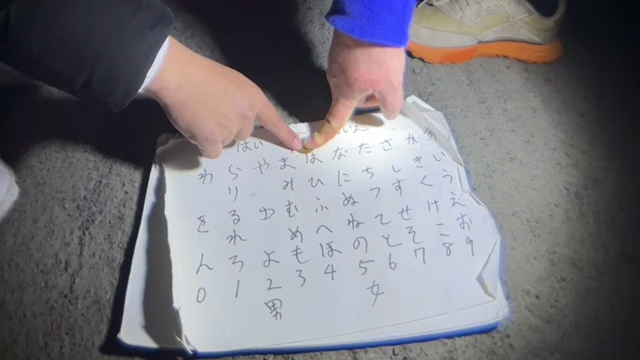 はい
あいうえお
かきくけこ
さしすせそ
たちつてと
なにぬねの
はひふへほ
まみむめも
やゆよ
らりるれろ
わをん
0 1 2 3 4 5 6 7 8 9
男 女